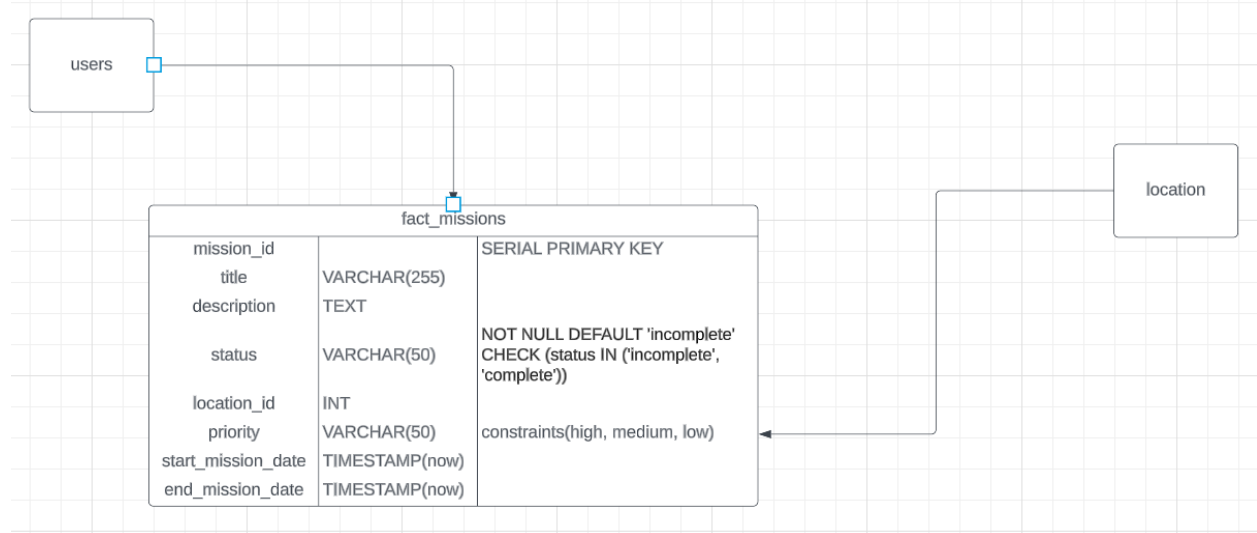 users
location
fact_missions
mission_id SERIAL PRIMARY KEY
title VARCHAR(255)
description TEXT
status VARCHAR(50) NOT NULL DEFAULT 'incomplete'
CHECK (status IN ('incomplete',
'complete'))
location_id INT
priority VARCHAR(50) constraints(high, medium, low)
start_mission_date TIMESTAMP(now)
end_mission_date TIMESTAMP(now)